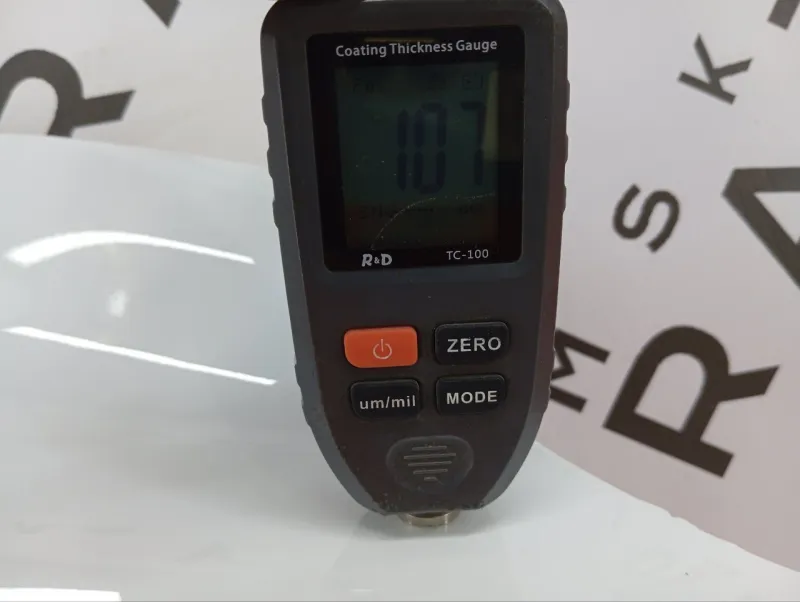 Coating Thickness Gauge
107
R&D
TC-100
ZERO
um/mil
MODE
R
S K
A
R
M